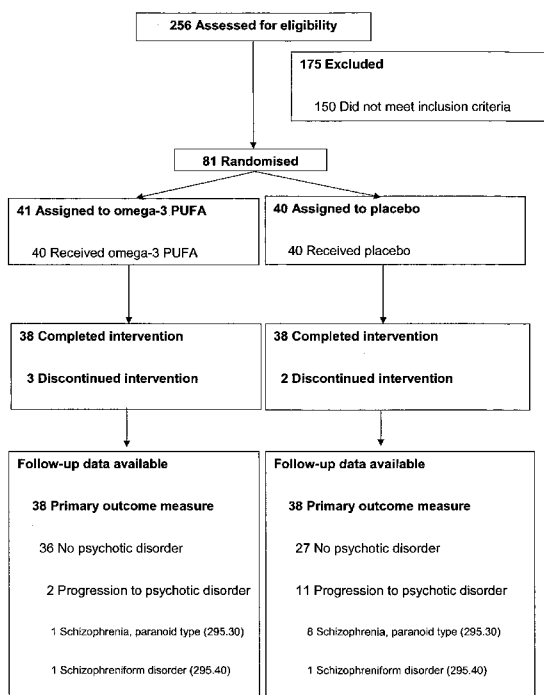 256 Assessed for eligibility
175 Excluded
150 Did not meet inclusion criteria
81 Randomised
41 Assigned to omega-3 PUFA
40 Received omega-3 PUFA
40 Assigned to placebo
40 Received placebo
38 Completed intervention
3 Discontinued intervention
38 Completed intervention
2 Discontinued intervention
Follow-up data available
38 Primary outcome measure
36 No psychotic disorder
2 Progression to psychotic disorder
1 Schizophrenia, paranoid type (295.30)
1 Schizophreniform disorder (295.40)
Follow-up data available
38 Primary outcome measure
27 No psychotic disorder
11 Progression to psychotic disorder
8 Schizophrenia, paranoid type (295.30)
1 Schizophreniform disorder (295.40)